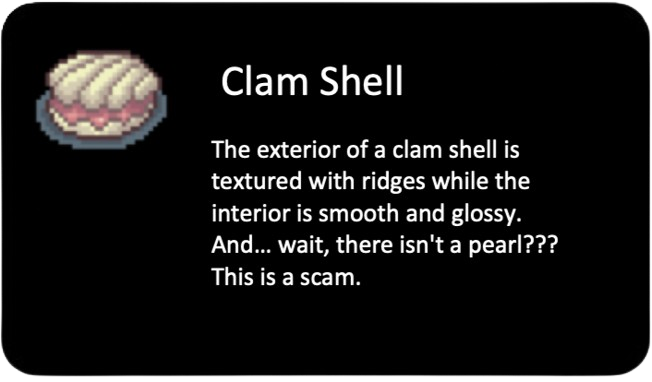 Clam Shell
The exterior of a clam shell is
textured with ridges while the
interior is smooth and glossy.
And... wait, there isn't a pearl???
This is a scam.